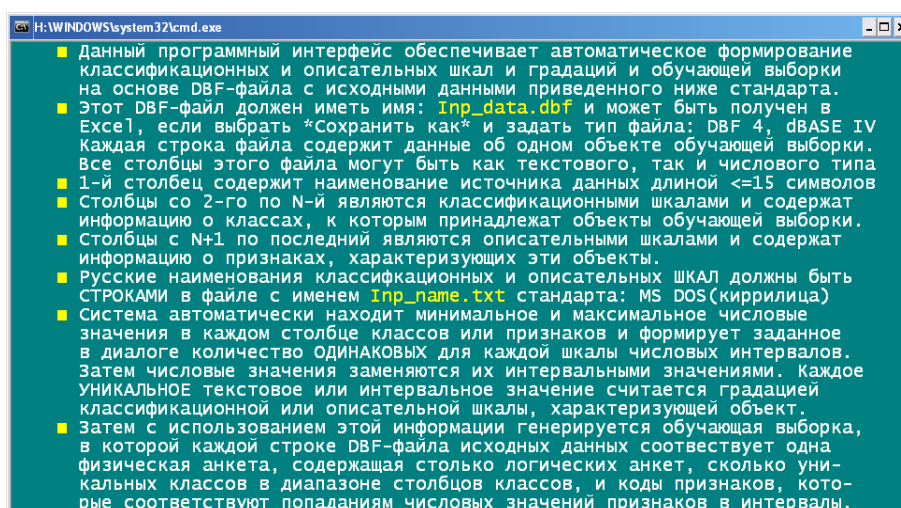 H:\WINDOWS\system32\cmd.exe
Данный программный интерфейс обеспечивает автоматическое формирование
классификационных и описательных шкал и градаций и обучающей выборки
на основе DBF-файла с исходными данными приведенного ниже стандарта.
Этот DBF-файл должен иметь имя: Inp_data.dbf и может быть получен в
Excel, если выбрать *Сохранить как* и задать тип файла: DBF 4, dBASE IV
Каждая строка файла содержит данные об одном объекте обучающей выборки.
Все столбцы этого файла могут быть как текстового, так и числового типа
1-й столбец содержит наименование источника данных длиной <=15 символов
Столбцы со 2-го по N-й являются классификационными шкалами и содержат
информацию о классах, к которым принадлежат объекты обучающей выборки.
Столбцы с N+1 по последний являются описательными шкалами и содержат
информацию о признаках, характеризующих эти объекты.
Русские наименования классифкационных и описательных ШКАЛ должны быть
СТРОКАМИ в файле с именем Inp_name.txt стандарта: MS DOS(киррилица)
Система автоматически находит минимальное и максимальное числовые
значения в каждом столбце классов или признаков и формирует заданное
в диалоге количество ОДИНАКОВЫХ для каждой шкалы числовых интервалов.
Затем числовые значения заменяются их интервальными значениями. Каждое
УНИКАЛЬНОЕ текстовое или интервальное значение считается градацией
классификационной или описательной шкалы, характеризующей объект.
Затем с использованием этой информации генерируется обучающая выборка,
в которой каждой строке DBF-файла исходных данных соотвествует одна
физическая анкета, содержащая столько логических анкет, сколько уни-
кальных классов в диапазоне столбцов классов, и коды признаков, кото-
рые соответствуют попаданиям числовых значений признаков в интервалы.